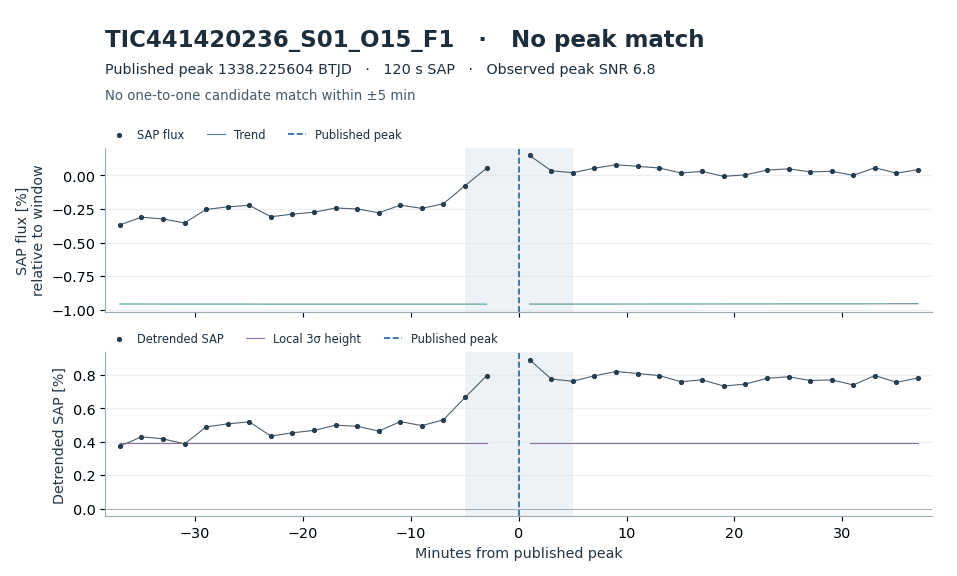 TIC441420236_S01_O15_F1 · No peak match
Published peak 1338.225604 BTJD · 120 s SAP · Observed peak SNR 6.8
No one-to-one candidate match within ±5 min
SAP flux Trend Published peak
SAP flux [%]
relative to window
0.00
−0.25
−0.50
−0.75
−1.00
Detrended SAP Local 3σ height Published peak
Detrended SAP [%]
0.8
0.6
0.4
0.2
0.0
−30 −20 −10 0 10 20 30
Minutes from published peak